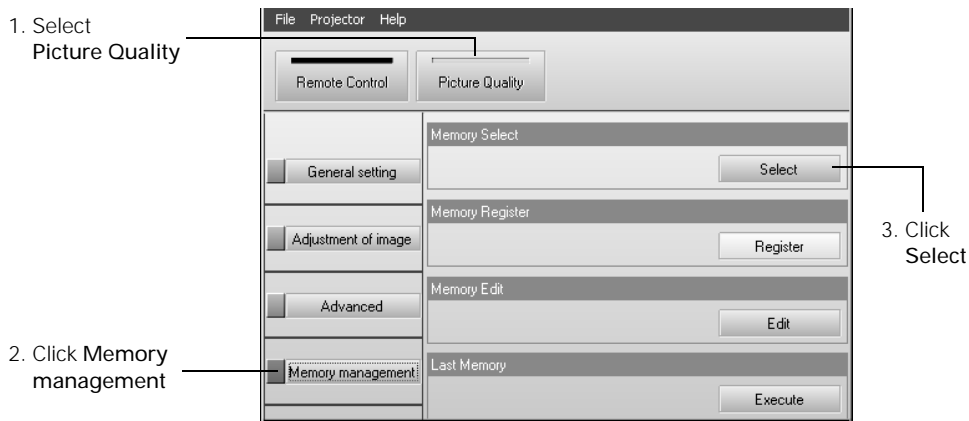 1. Select
Picture Quality
File Projector Help
Remote Control
Picture Quality
General setting
Adjustment of image
Advanced
2. Click Memory
management
Memory management
Memory Select
Select
Memory Register
Register
Memory Edit
Edit
Last Memory
Execute
3. Click
Select